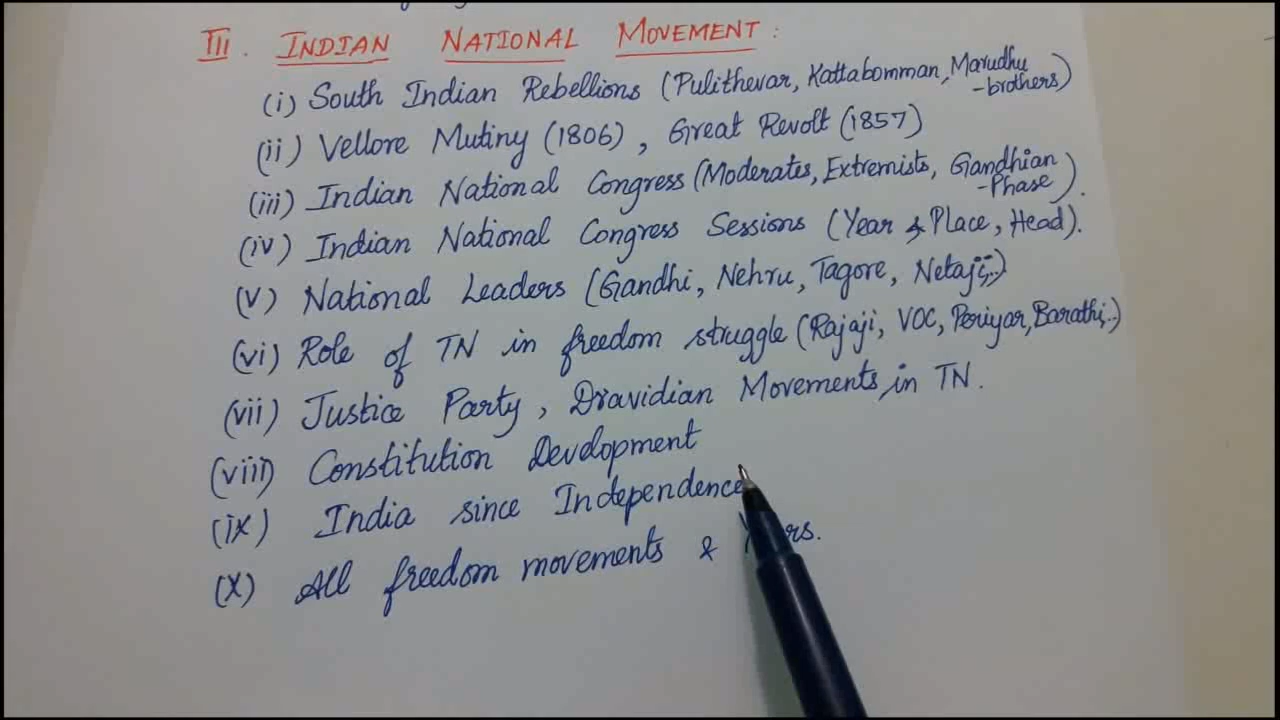 III. INDIAN NATIONAL MOVEMENT:
(i) South Indian Rebellions (Pulithevar, Kattabomman, Marudhu
-brothers)
(ii) Vellore Mutiny (1806), Great Revolt (1857)
(iii) Indian National Congress (Moderates, Extremists, Gandhian
-Phase).
(iv) Indian National Congress Sessions (Year & Place, Head).
(v) National Leaders (Gandhi, Nehru, Tagore, Netaji,..)
(vi) Role of TN in freedom struggle (Rajaji, VOC, Periyar, Barathi,..)
(vii) Justice Party, Dravidian Movements in TN.
(viii) Constitution Development
(ix) India since Independence
(x) All freedom movements &